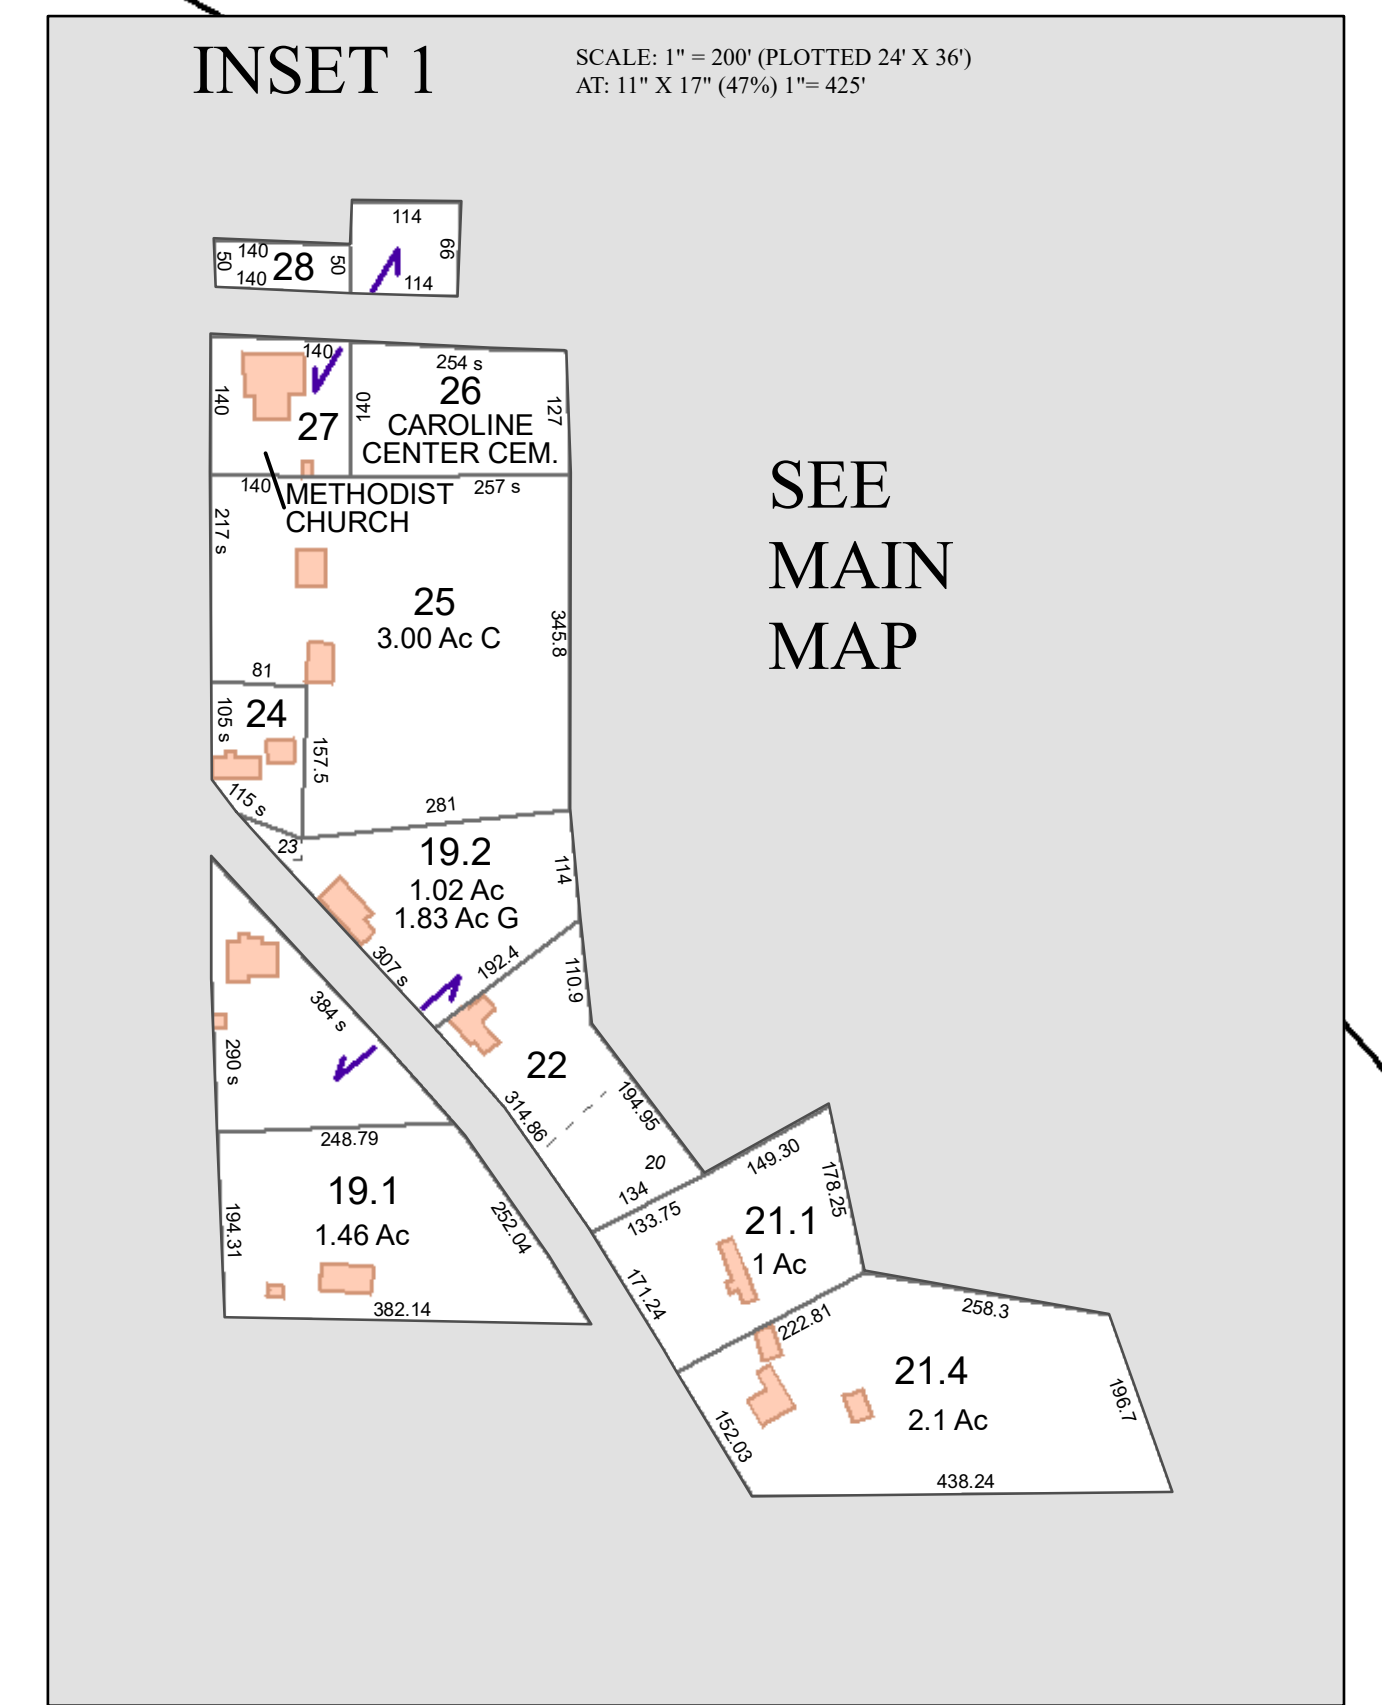 INSET 1
SCALE: 1" = 200' (PLOTTED 24' X 36')
AT: 11" X 17" (47%) 1"= 425'
114
66
114
50
140
140
28
50
140
140
27
140
254 s
26
CAROLINE
CENTER CEM.
127
140
METHODIST
CHURCH
257 s
217 s
25
3.00 Ac C
345.8
SEE
MAIN
MAP
81
105 s
24
157.5
115 s
281
23
19.2
1.02 Ac
1.83 Ac G
114
307 s
192.4
110.9
384 s
290 s
22
314.86
194.95
20
134
248.79
19.1
1.46 Ac
194.31
252.04
382.14
149.30
178.25
133.75
21.1
1 Ac
171.24
222.81
258.3
21.4
2.1 Ac
196.7
152.03
438.24